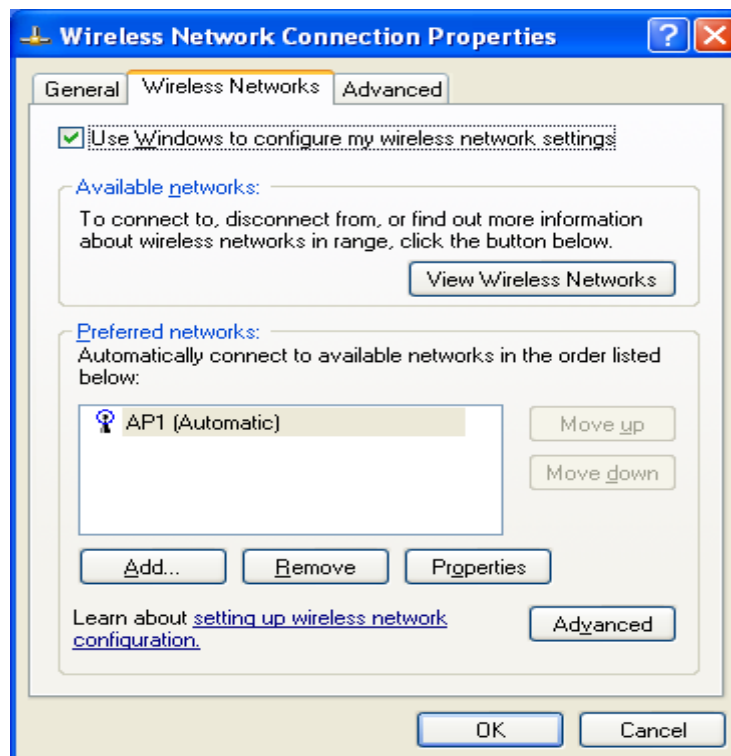 Wireless Network Connection Properties
?
General
Wireless Networks
Advanced
Use Windows to configure my wireless network settings
Available networks:
To connect to, disconnect from, or find out more information
about wireless networks in range, click the button below.
View Wireless Networks
Preferred networks:
Automatically connect to available networks in the order listed
below:
AP1 (Automatic)
Move up
Move down
Add...
Remove
Properties
Learn about setting up wireless network
configuration.
Advanced
OK
Cancel